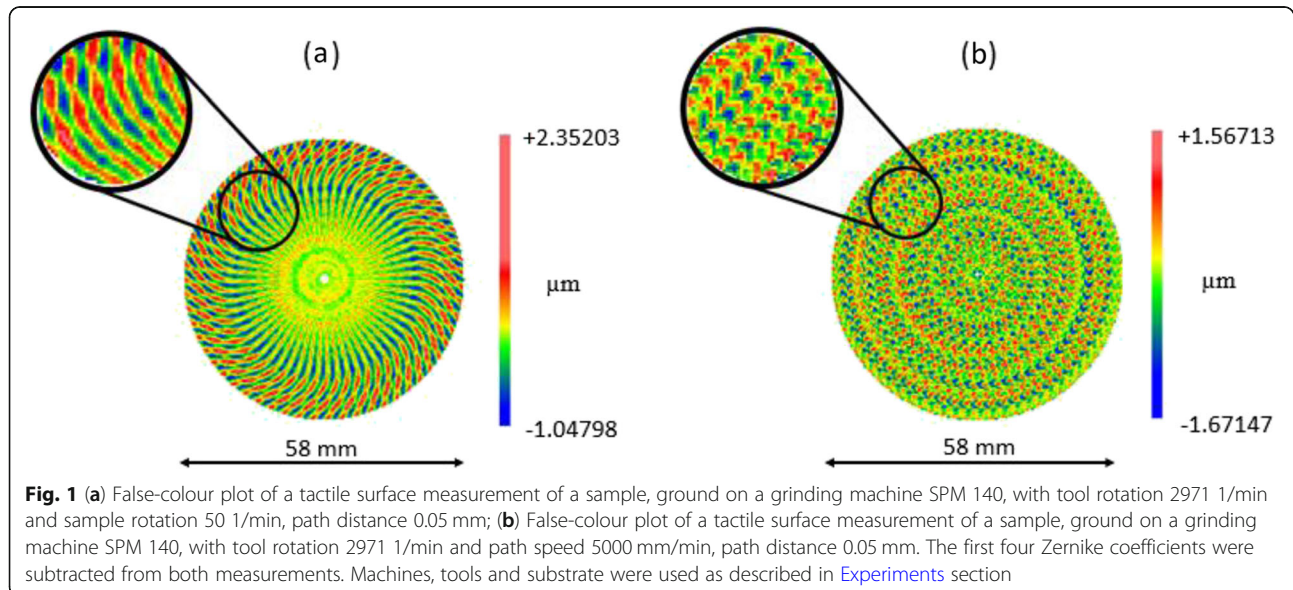 (a)
(b)
+2.35203
µm
-1.04798
58 mm
+1.56713
µm
-1.67147
58 mm
Fig. 1 (a) False-colour plot of a tactile surface measurement of a sample, ground on a grinding machine SPM 140, with tool rotation 2971 1/min
and sample rotation 50 1/min, path distance 0.05 mm; (b) False-colour plot of a tactile surface measurement of a sample, ground on a grinding
machine SPM 140, with tool rotation 2971 1/min and path speed 5000 mm/min, path distance 0.05 mm. The first four Zernike coefficients were
subtracted from both measurements. Machines, tools and substrate were used as described in Experiments section